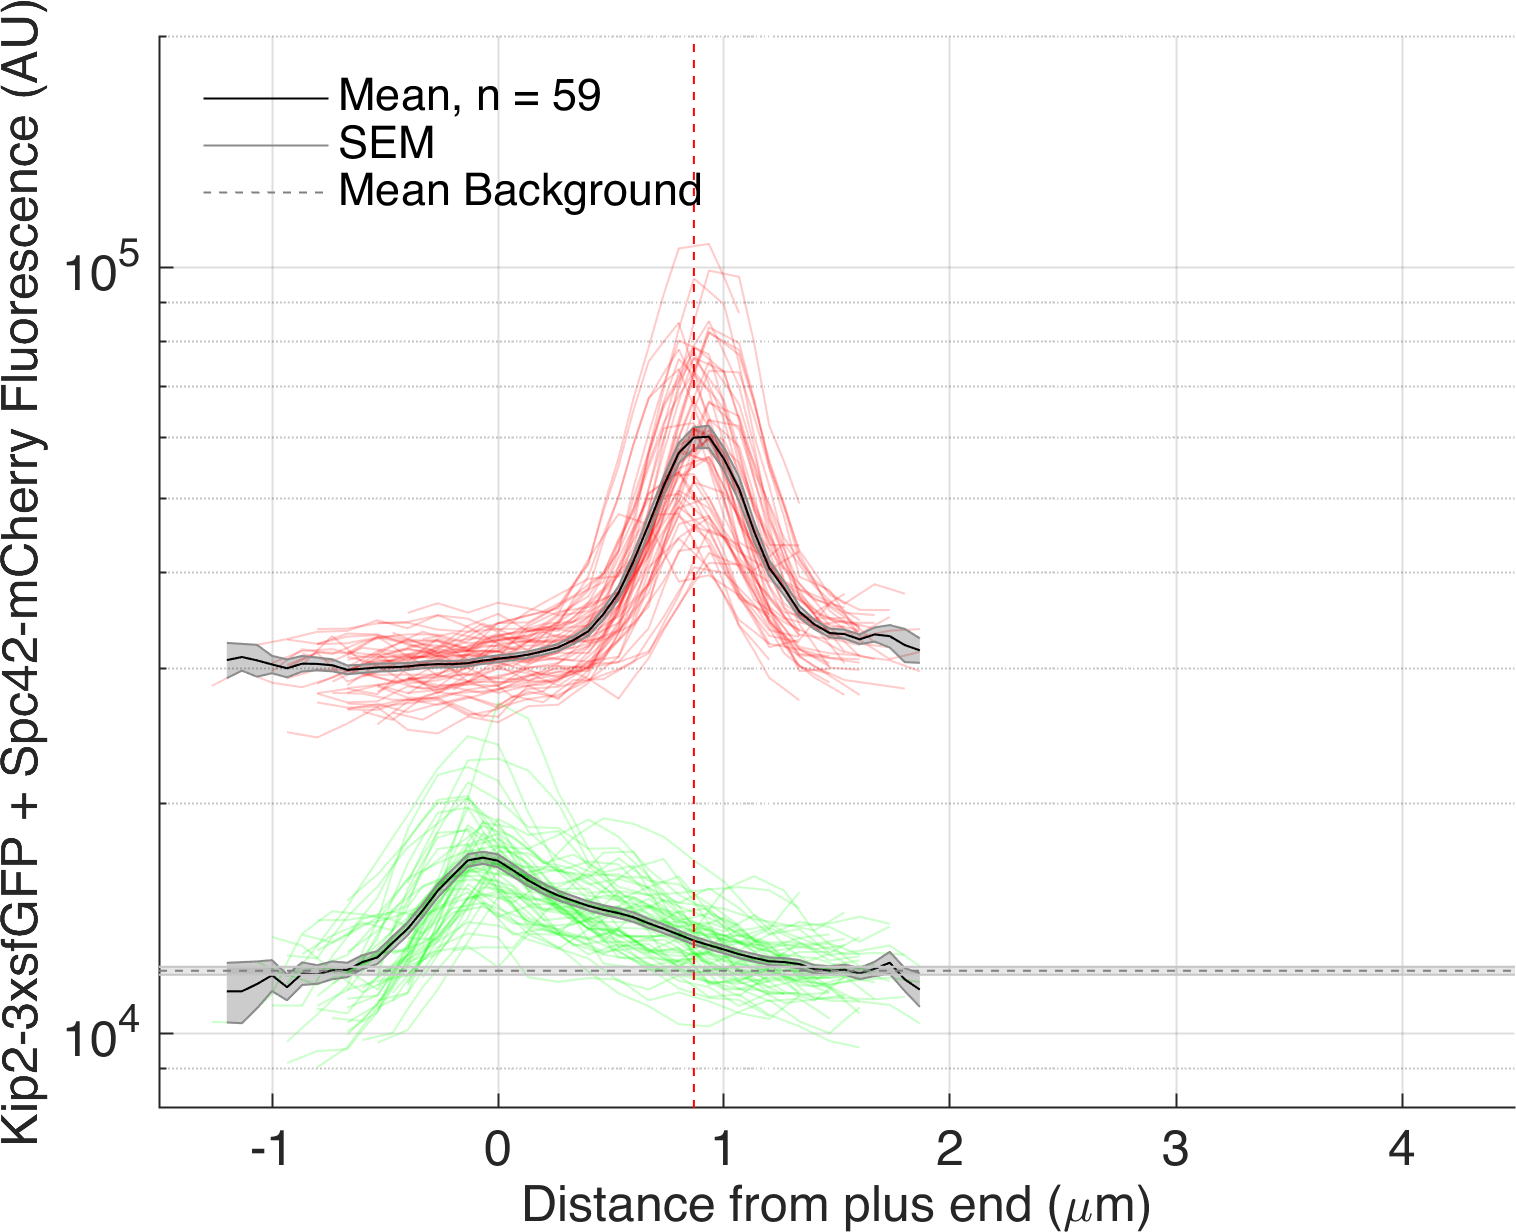 Kip2-3xsfGFP + Spc42-mCherry Fluorescence (AU)
Mean, n = 59
SEM
Mean Background
10^5
10^4
-1 0 1 2 3 4
Distance from plus end (μm)